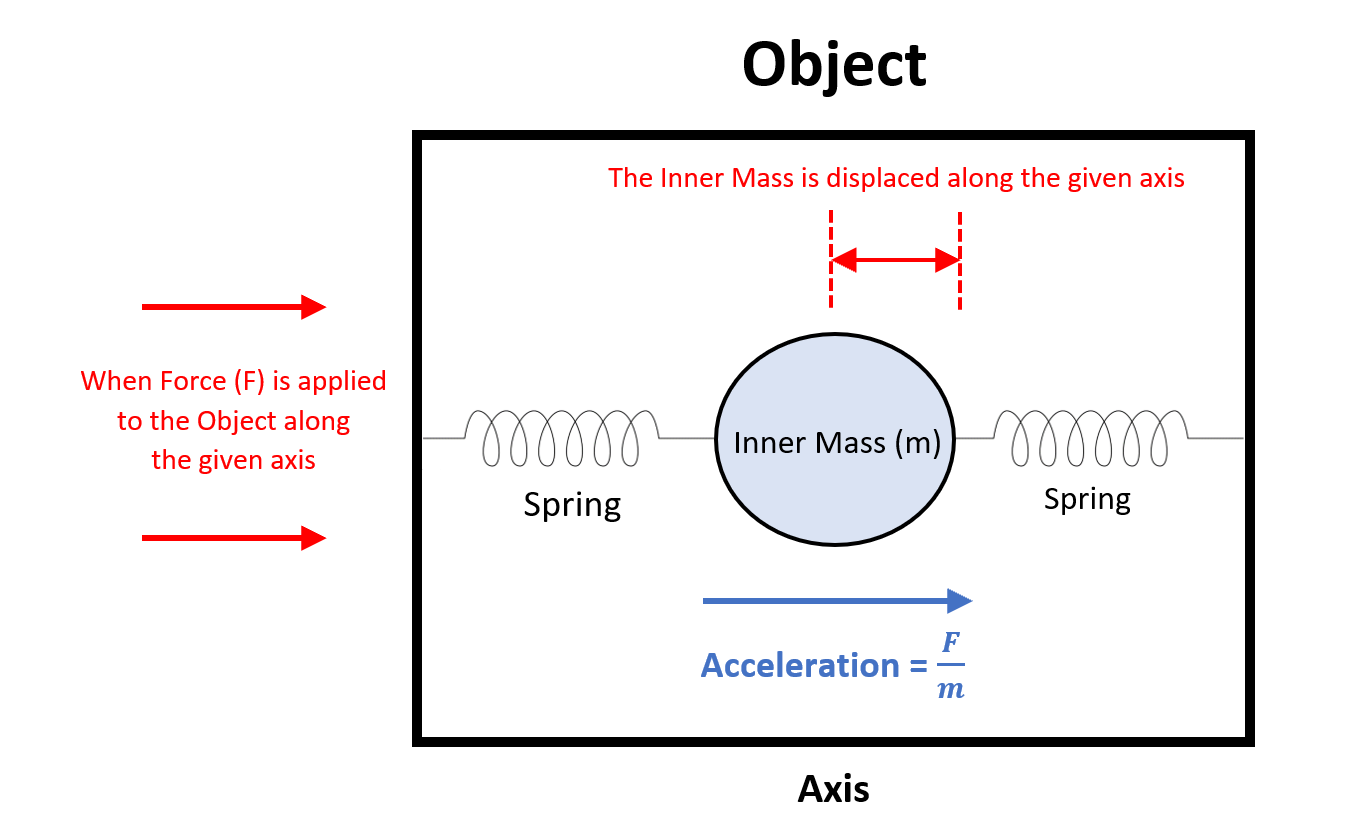 Object
The Inner Mass is displaced along the given axis
When Force (F) is applied
to the Object along
the given axis
Inner Mass (m)
Spring
Spring
Acceleration = F/m
Axis